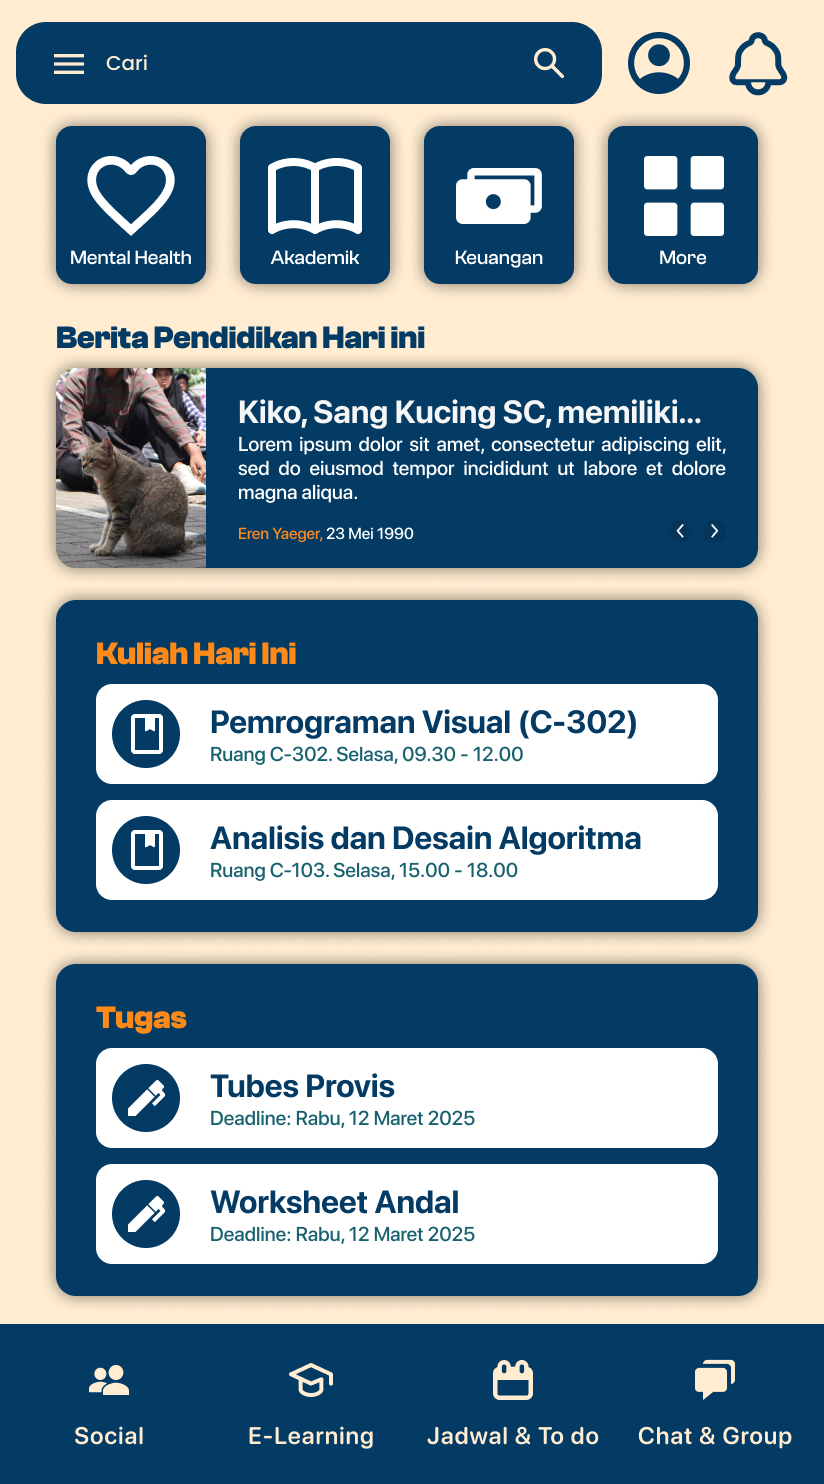 Cari
Mental Health
Akademik
Keuangan
More
Berita Pendidikan Hari ini
Kiko, Sang Kucing SC, memiliki...
Lorem ipsum dolor sit amet, consectetur adipiscing elit,
sed do eiusmod tempor incididunt ut labore et dolore
magna aliqua.
Eren Yaeger, 23 Mei 1990
Kuliah Hari Ini
Pemrograman Visual (C-302)
Ruang C-302. Selasa, 09.30 - 12.00
Analisis dan Desain Algoritma
Ruang C-103. Selasa, 15.00 - 18.00
Tugas
Tubes Provis
Deadline: Rabu, 12 Maret 2025
Worksheet Andal
Deadline: Rabu, 12 Maret 2025
Social
E-Learning
Jadwal & To do
Chat & Group